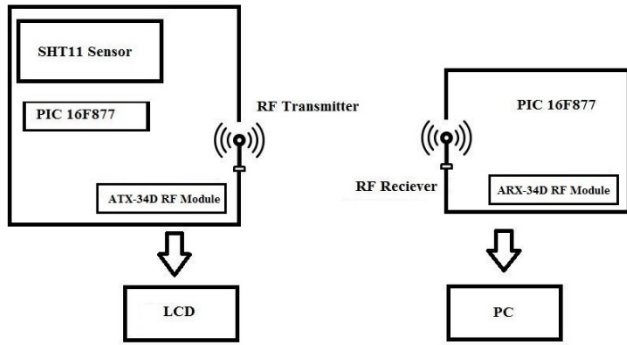 SHT11 Sensor
PIC 16F877
RF Transmitter
ATX-34D RF Module
LCD
PIC 16F877
RF Reciever
ARX-34D RF Module
PC